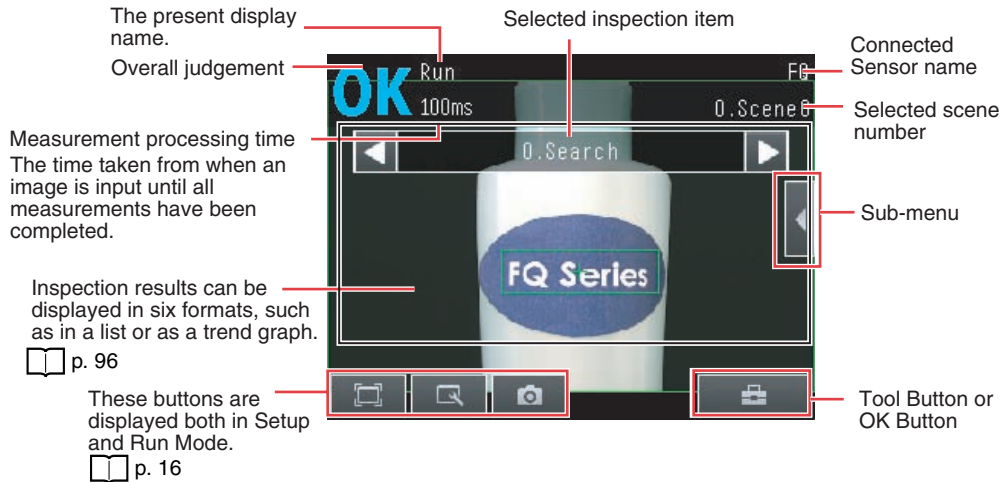 The present display
name.
Selected inspection item
Overall judgement
Connected
Sensor name
OK
Run
FQ
100ms
0.Scene0
Selected scene
number
Measurement processing time
The time taken from when an
image is input until all
measurements have been
completed.
0.Search
Sub-menu
FQ Series
Inspection results can be
displayed in six formats, such
as in a list or as a trend graph.
p. 96
These buttons are
displayed both in Setup
and Run Mode.
p. 16
Tool Button or
OK Button